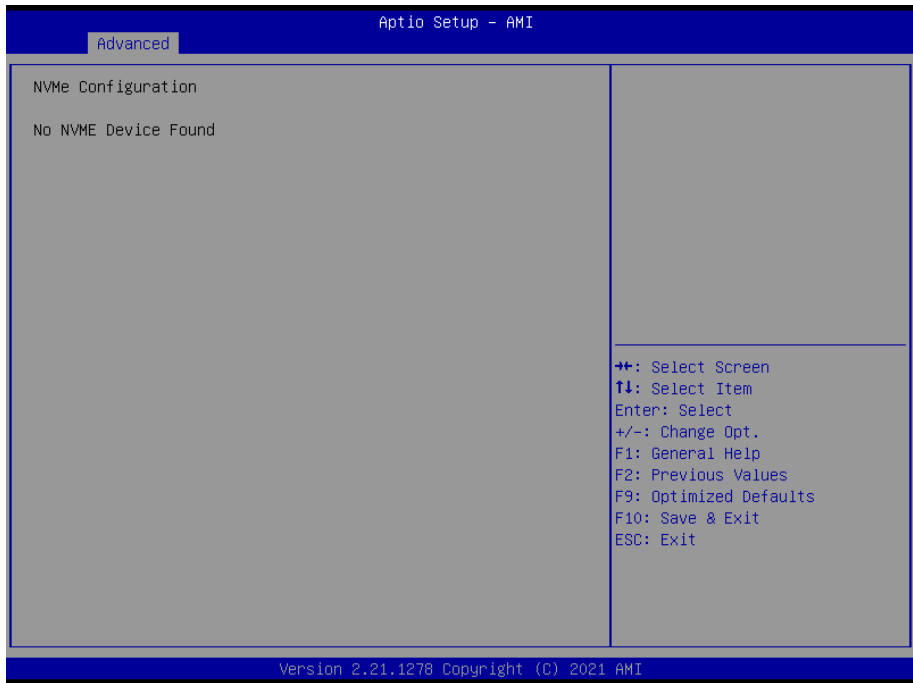 Aptio Setup – AMI
Advanced
NVMe Configuration
No NVME Device Found
→←: Select Screen
↑↓: Select Item
Enter: Select
+/-: Change Opt.
F1: General Help
F2: Previous Values
F9: Optimized Defaults
F10: Save & Exit
ESC: Exit
Version 2.21.1278 Copyright (C) 2021 AMI